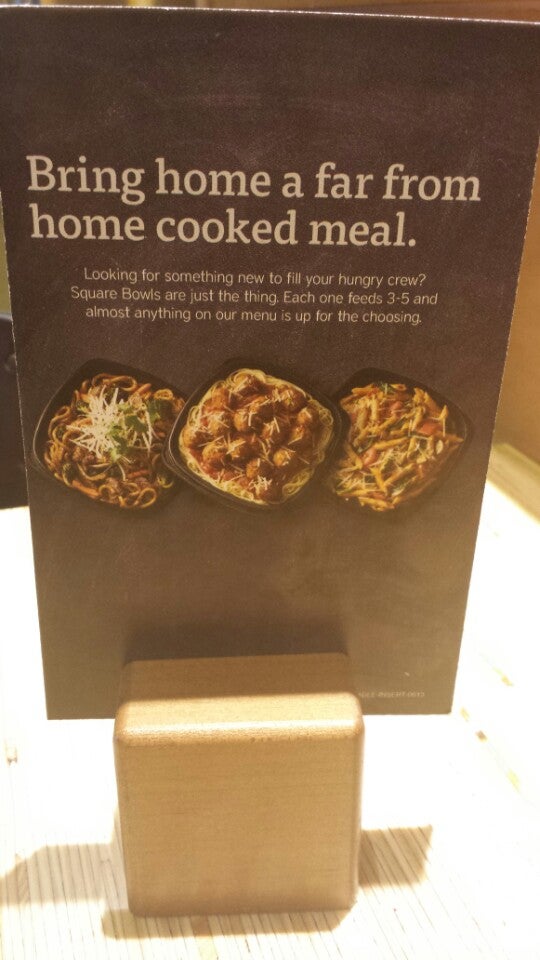 Bring home a far from
home cooked meal.
Looking for something new to fill your hungry crew?
Square Bowls are just the thing. Each one feeds 3-5 and
almost anything on our menu is up for the choosing.